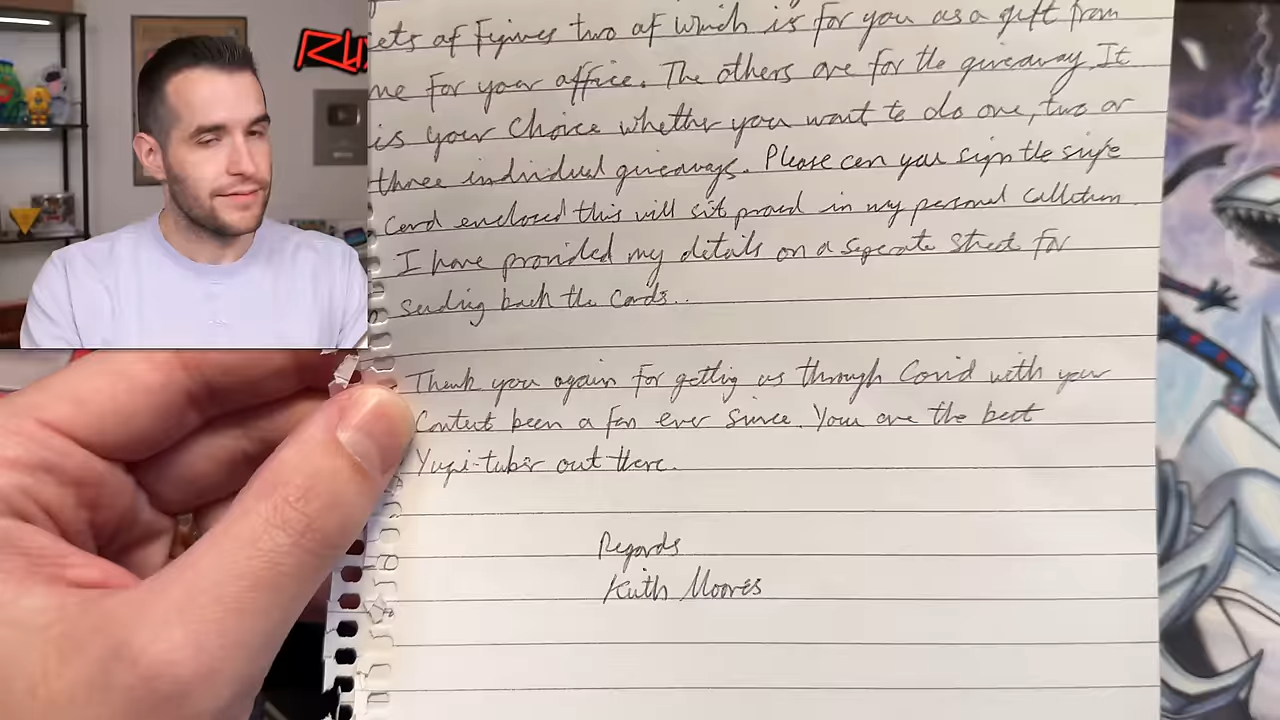 ets of Figures two of which is for you as a gift from
me for your office. The others are for the giveaway It
is your choice whether you want to do one, two or
three individual giveaways. Please can you sign the
card enclosed this will sit proud in my personal collection.
I have provided my details on a seperate sheet for
sending back the cards..
Thank you again for getting us through Covid with your
Content been a fan ever since. You are the best
Yugi-tuber out there.
Regards
Keith Moores